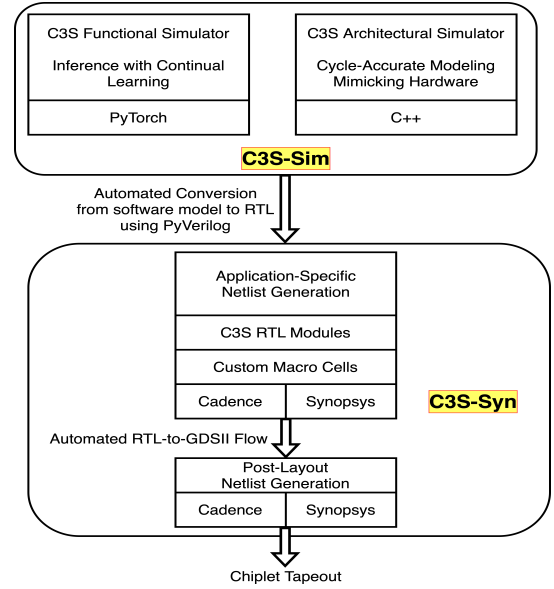 C3S Functional Simulator
Inference with Continual
Learning
PyTorch
C3S Architectural Simulator
Cycle-Accurate Modeling
Mimicking Hardware
C++
C3S-Sim
Automated Conversion
from software model to RTL
using PyVerilog
Application-Specific
Netlist Generation
C3S RTL Modules
Custom Macro Cells
Cadence
Synopsys
C3S-Syn
Automated RTL-to-GDSII Flow
Post-Layout
Netlist Generation
Cadence
Synopsys
Chiplet Tapeout